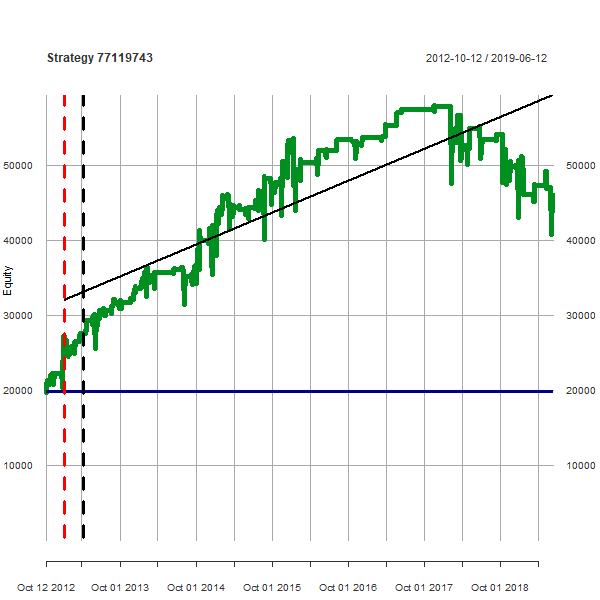 Strategy 77119743
2012-10-12 / 2019-06-12
50000
50000
40000
40000
Equity
30000
30000
20000
20000
10000
10000
Oct 12 2012
Oct 01 2013
Oct 01 2014
Oct 01 2015
Oct 01 2016
Oct 01 2017
Oct 01 2018